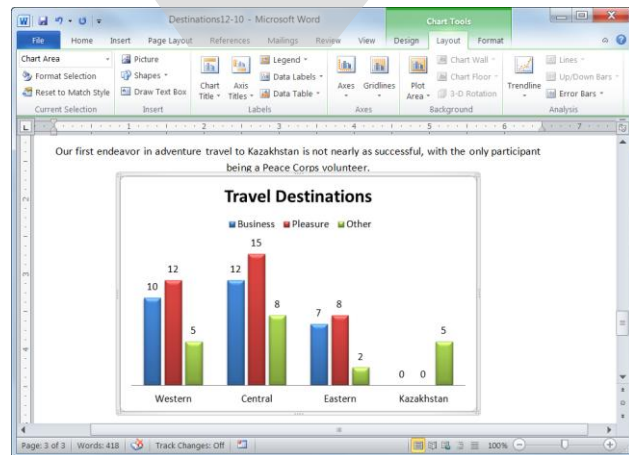 Destinations12-10 - Microsoft Word
Chart Tools
File Home Insert Page Layout References Mailings Review View Design Layout Format
Chart Area
Format Selection
Reset to Match Style
Current Selection
Picture
Shapes
Draw Text Box
Insert
Chart Title
Axis Titles
Legend
Data Labels
Data Table
Labels
Axes
Gridlines
Axes
Plot Area
Chart Wall
Chart Floor
3-D Rotation
Background
Trendline
Lines
Up/Down Bars
Error Bars
Analysis
Our first endeavor in adventure travel to Kazakhstan is not nearly as successful, with the only participant
being a Peace Corps volunteer.
Travel Destinations
Business Pleasure Other
10 12 5
12 15 8
7 8 2
0 0 5
Western Central Eastern Kazakhstan
Page: 3 of 3 Words: 418 Track Changes: Off 100%